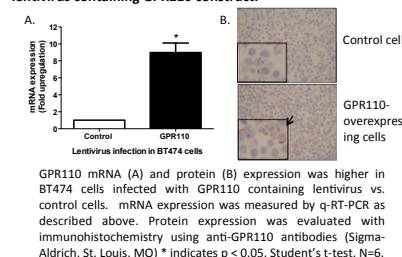 lentivirus containing GPR110 construct.
A.
B.
mRNA expression
(Fold upregulation)
12
10
8
6
4
2
0
*
Control
GPR110
Lentivirus infection in BT474 cells
Control cell
GPR110-
overexpres
ing cells
GPR110 mRNA (A) and protein (B) expression was higher in
BT474 cells infected with GPR110 containing lentivirus vs.
control cells. mRNA expression was measured by q-RT-PCR as
described above. Protein expression was evaluated with
immunohistochemistry using anti-GPR110 antibodies (Sigma-
Aldrich, St. Louis, MO) * indicates p < 0.05, Student's t-test, N=6.